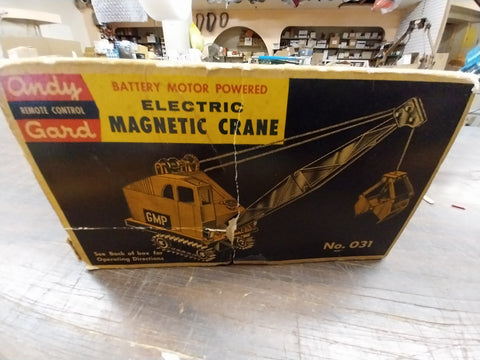 Andy
REMOTE CONTROL
Gard
BATTERY MOTOR POWERED
ELECTRIC
MAGNETIC CRANE
GMP
See Back of box for
Operating Directions
No. 031